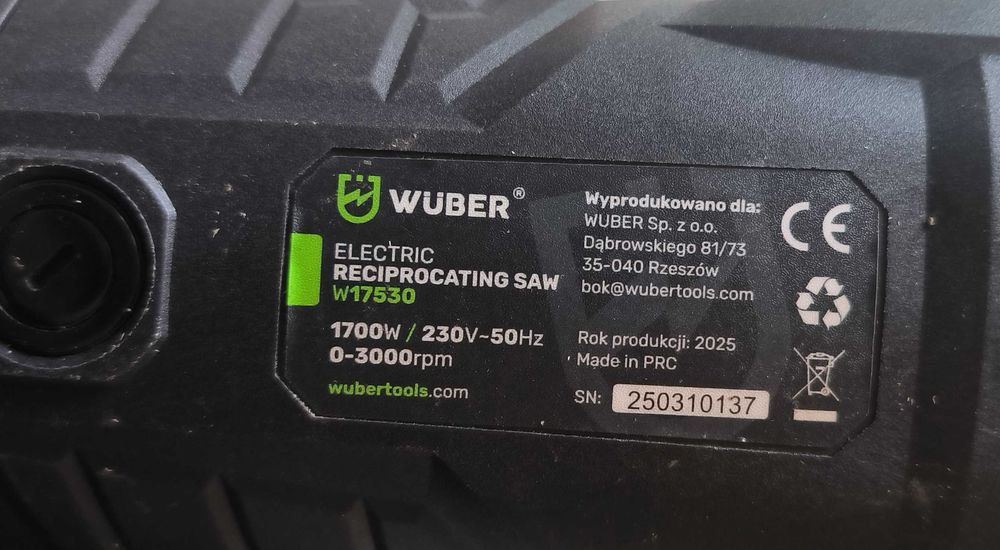 WUBER®
ELECTRIC
RECIPROCATING SAW
W17530
1700W / 230V~50Hz
0-3000rpm
wubertools.com
Wyprodukowano dla:
WUBER Sp. z o.o.
Dąbrowskiego 81/73
35-040 Rzeszów
bok@wubertools.com
Rok produkcji: 2025
Made in PRC
SN: 250310137
CE